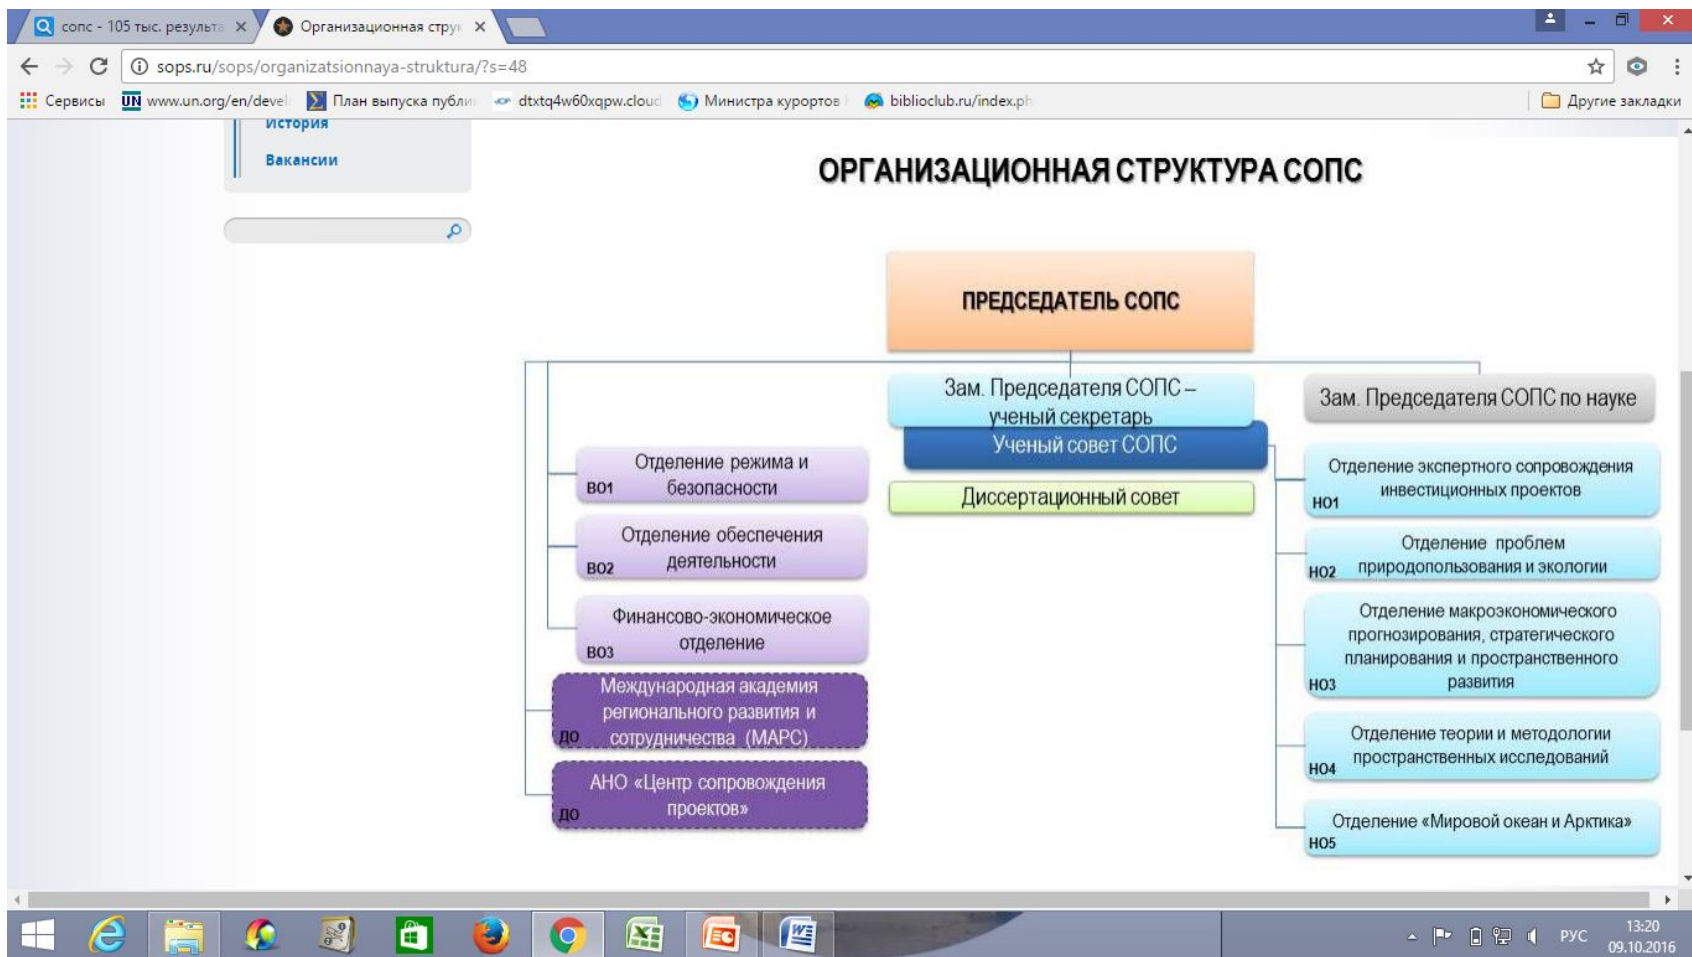 сопс - 105 тыс. результа
Организационная струк
sops.ru/sops/organizatsionnaya-struktura/?s=48
Сервисы
UN www.un.org/en/devel
План выпуска публи
dtxtq4w60xqpw.cloud
Министра курортов
biblioclub.ru/index.ph
Другие закладки
История
Вакансии
ОРГАНИЗАЦИОННАЯ СТРУКТУРА СОПС
ПРЕДСЕДАТЕЛЬ СОПС
Зам. Председателя СОПС –
ученый секретарь
Ученый совет СОПС
Диссертационный совет
Зам. Председателя СОПС по науке
Отделение режима и
безопасности
ВО1
Отделение обеспечения
деятельности
ВО2
Финансово-экономическое
отделение
ВО3
Международная академия
регионального развития и
сотрудничества (МАРС)
ДО
АНО «Центр сопровождения
проектов»
ДО
Отделение экспертного сопровождения
инвестиционных проектов
НО1
Отделение проблем
природопользования и экологии
НО2
Отделение макроэкономического
прогнозирования, стратегического
планирования и пространственного
развития
НО3
Отделение теории и методологии
пространственных исследований
НО4
Отделение «Мировой океан и Арктика»
НО5
РУС
13:20
09.10.2016